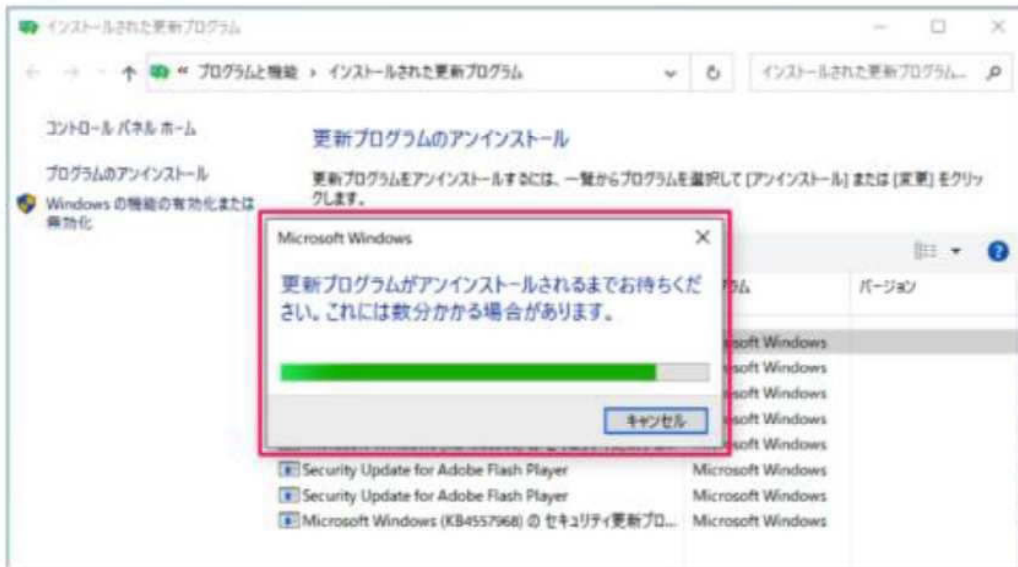 インストールされた更新プログラム
« プログラムと機能 › インストールされた更新プログラム
インストールされた更新プログラム...
コントロール パネル ホーム
プログラムのアンインストール
Windows の機能の有効化または
無効化
更新プログラムのアンインストール
更新プログラムをアンインストールするには、一覧からプログラムを選択して [アンインストール] または [変更] をクリッ
クします。
Microsoft Windows
更新プログラムがアンインストールされるまでお待ちくだ
さい。これには数分かかる場合があります。
キャンセル
バージョン
soft Windows
soft Windows
soft Windows
soft Windows
soft Windows
Security Update for Adobe Flash Player Microsoft Windows
Security Update for Adobe Flash Player Microsoft Windows
Microsoft Windows (KB4557968) の セキュリティ更新プロ... Microsoft Windows